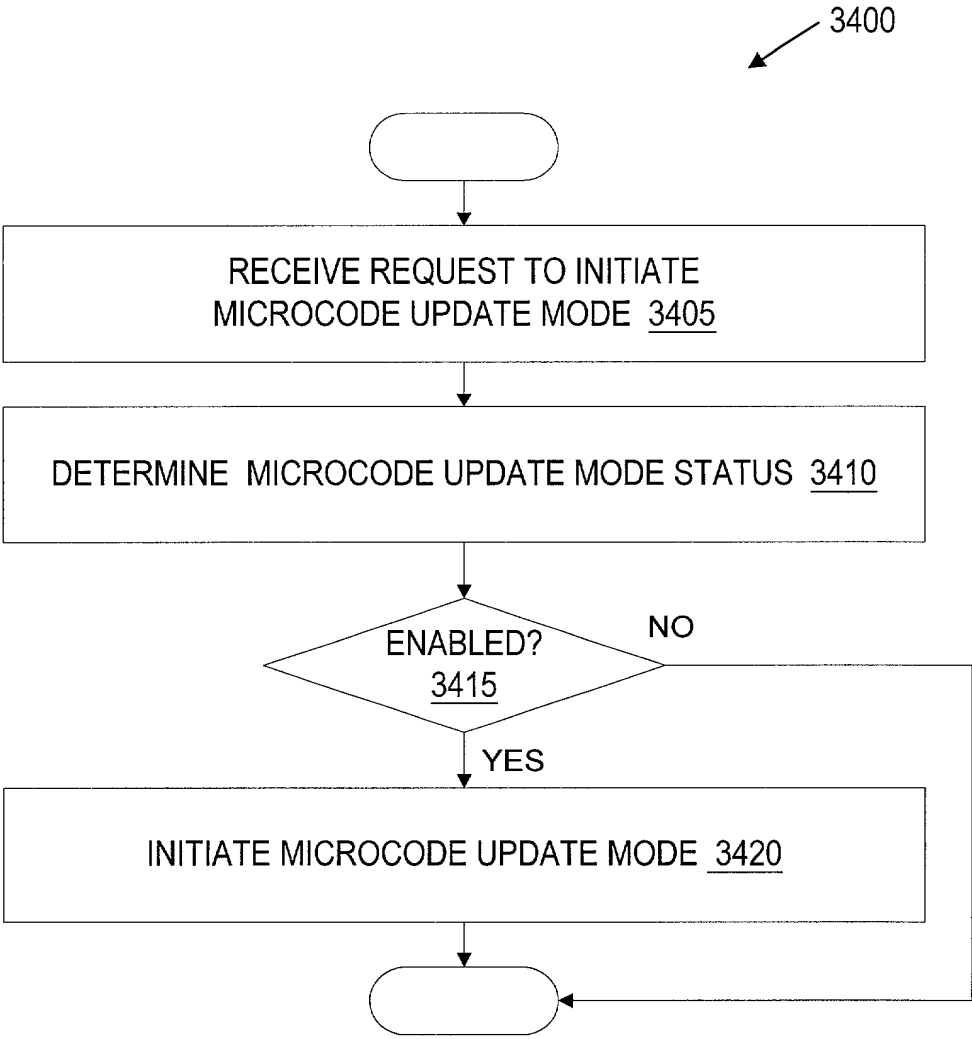 3400
RECEIVE REQUEST TO INITIATE
MICROCODE UPDATE MODE 3405
DETERMINE MICROCODE UPDATE MODE STATUS 3410
ENABLED?
3415
NO
YES
INITIATE MICROCODE UPDATE MODE 3420